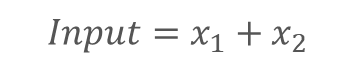 Input = x₁ + x₂